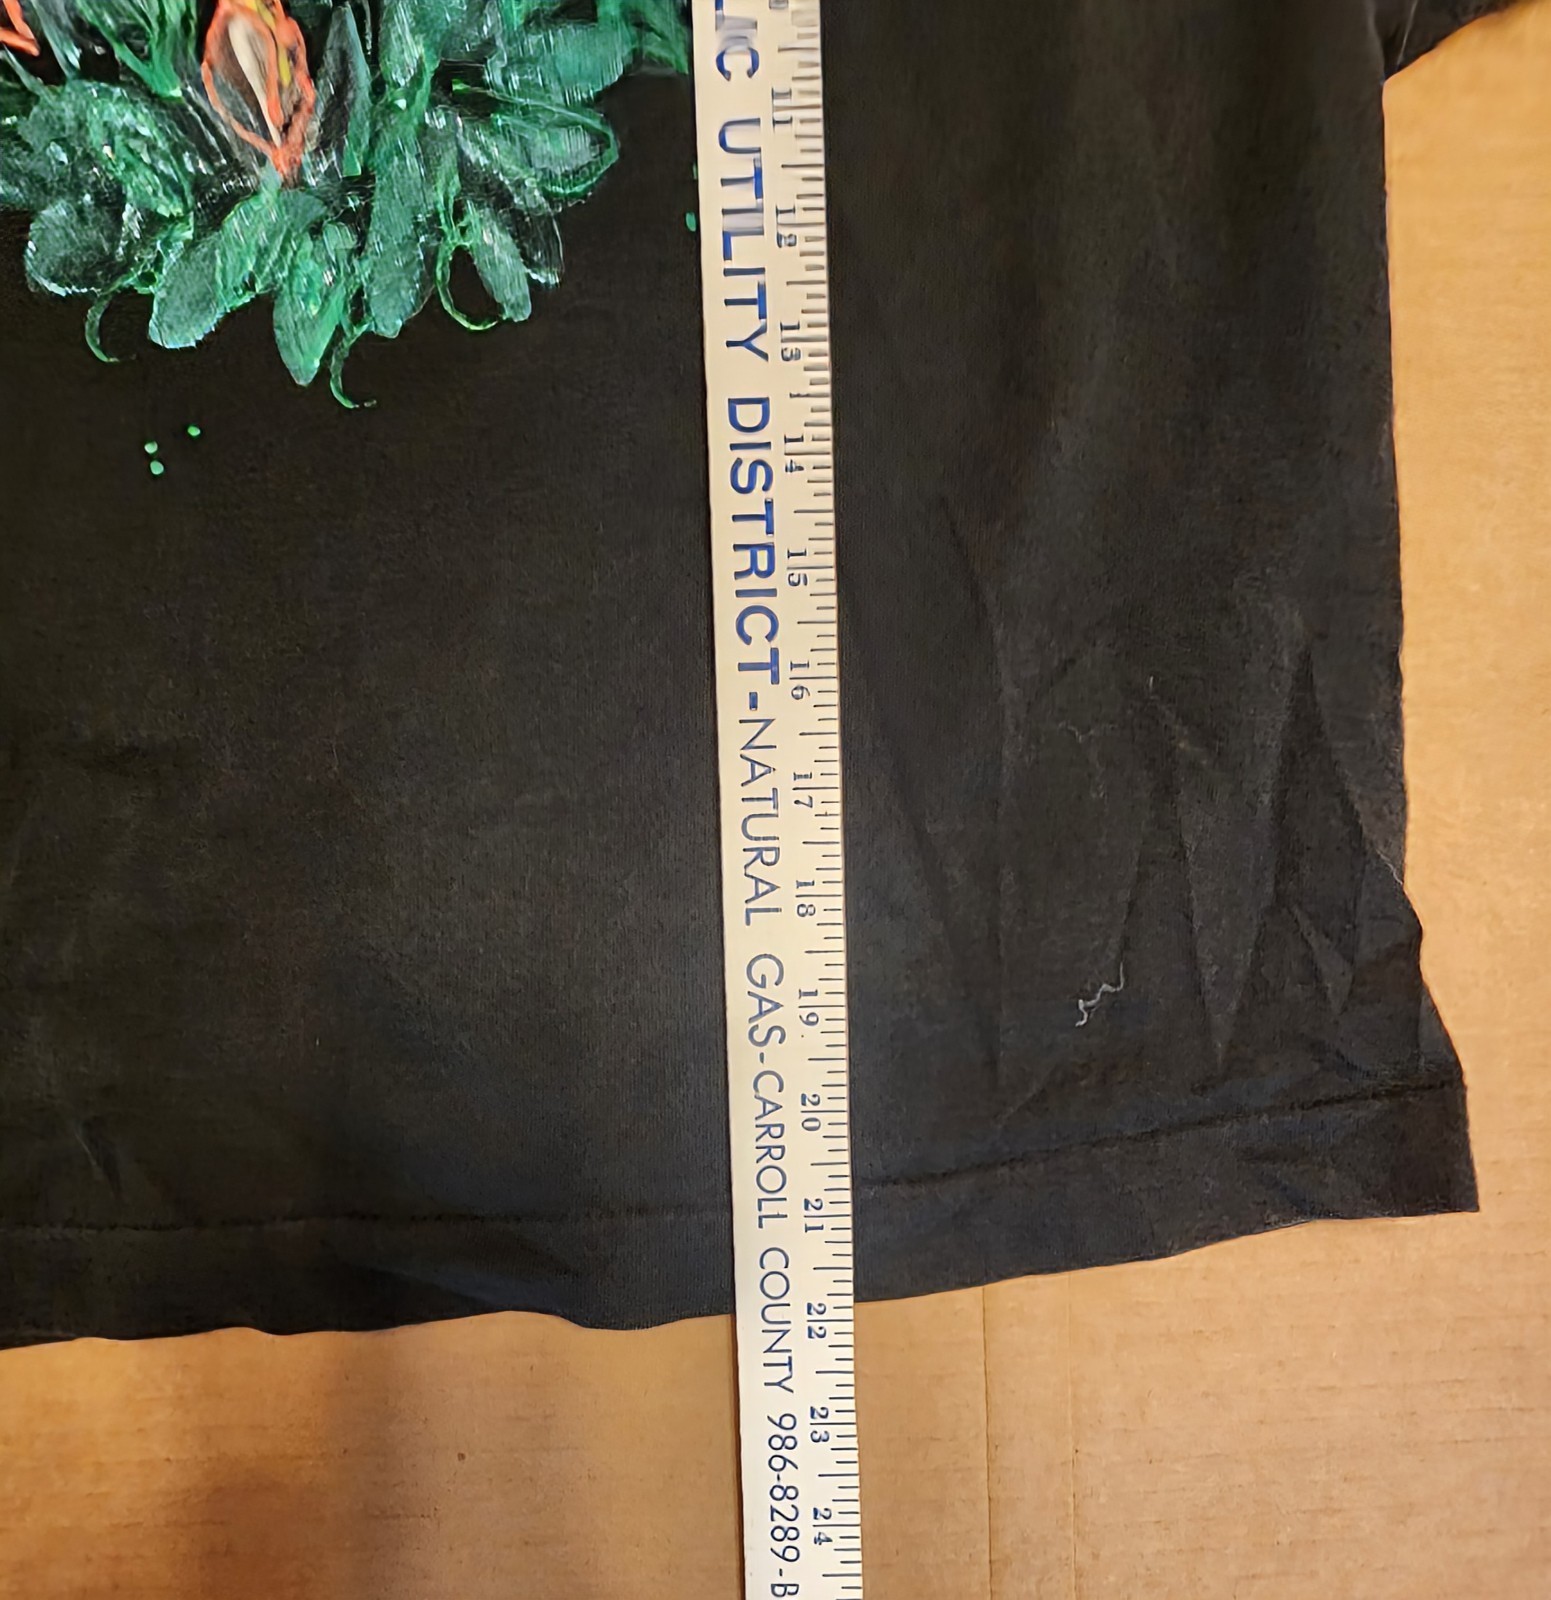 LIC UTILITY DISTRICT-NATURAL GAS-CARROLL COUNTY 986-8289-B
11 12 13 14 15 16 17 18 19 20 21 22 23 24